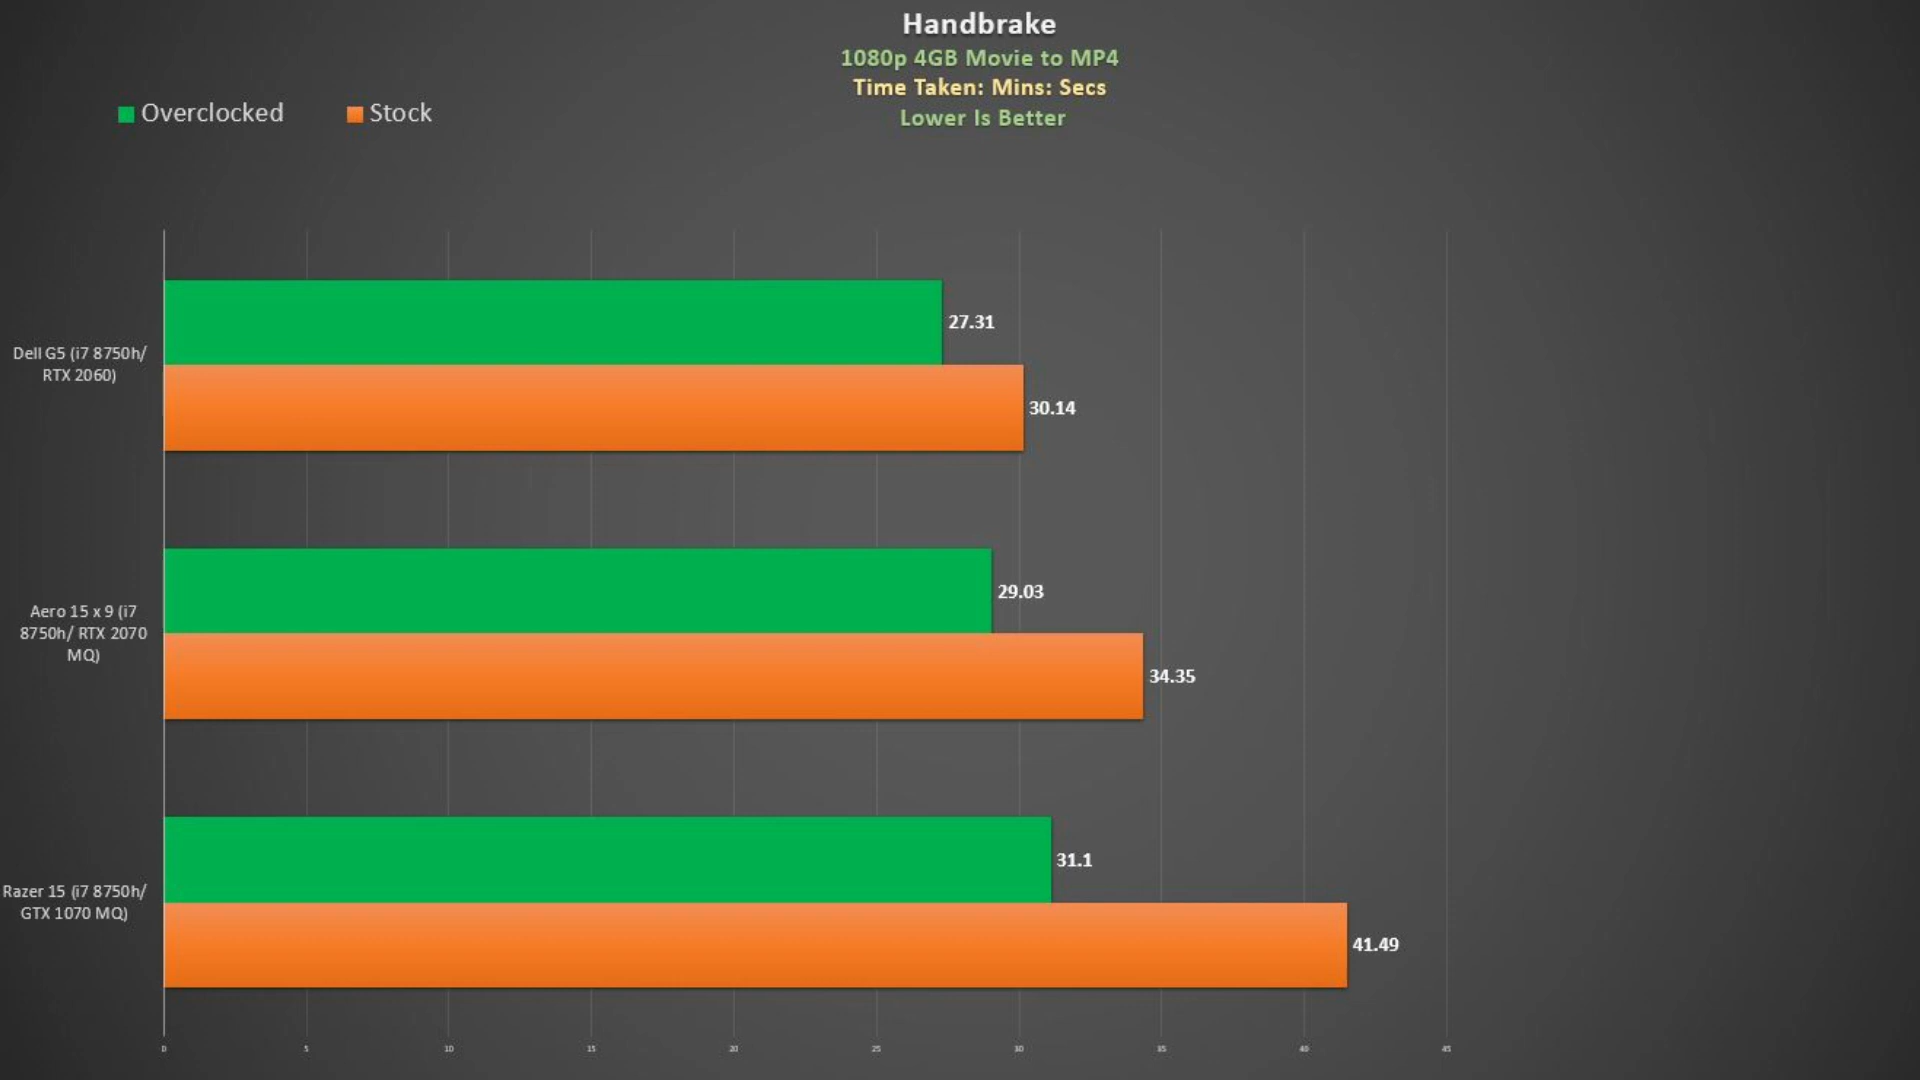 Handbrake
1080p 4GB Movie to MP4
Time Taken: Mins: Secs
Lower Is Better
Overclocked
Stock
Dell G5 (i7 8750h/
RTX 2060)
27.31
30.14
Aero 15 x 9 (i7
8750h/ RTX 2070
MQ)
29.03
34.35
Razer 15 (i7 8750h/
GTX 1070 MQ)
31.1
41.49
0 5 10 15 20 25 30 35 40 45